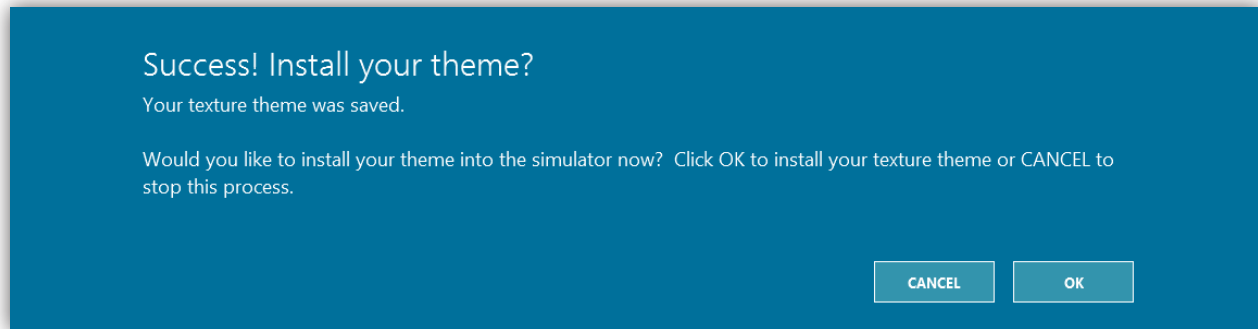 Success! Install your theme?
Your texture theme was saved.
Would you like to install your theme into the simulator now?  Click OK to install your texture theme or CANCEL to
stop this process.
CANCEL
OK